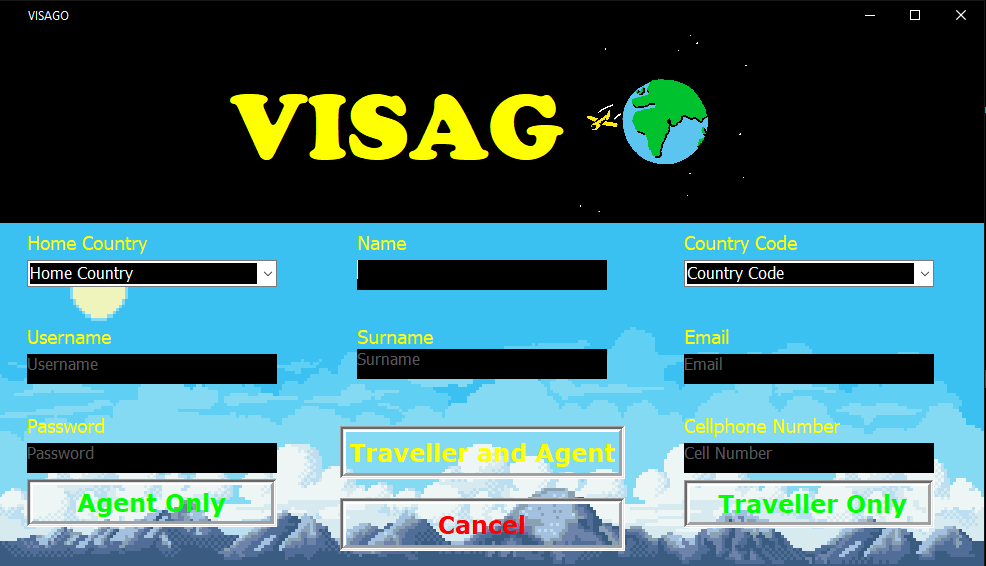 VISAGO
VISAG
Home Country
Name
Country Code
Home Country
Country Code
Username
Surname
Email
Username
Surname
Email
Password
Cellphone Number
Password
Traveller and Agent
Cell Number
Agent Only
Traveller Only
Cancel